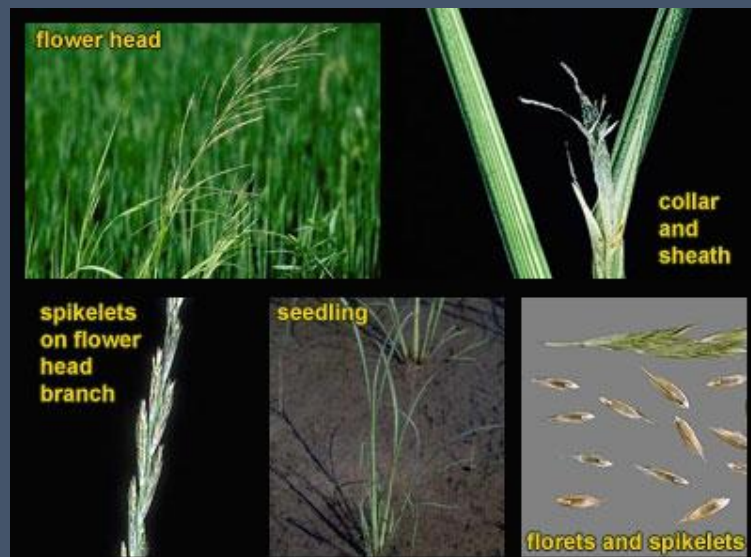 flower head
collar
and
sheath
spikelets
on flower
head
branch
seedling
florets and spikelets